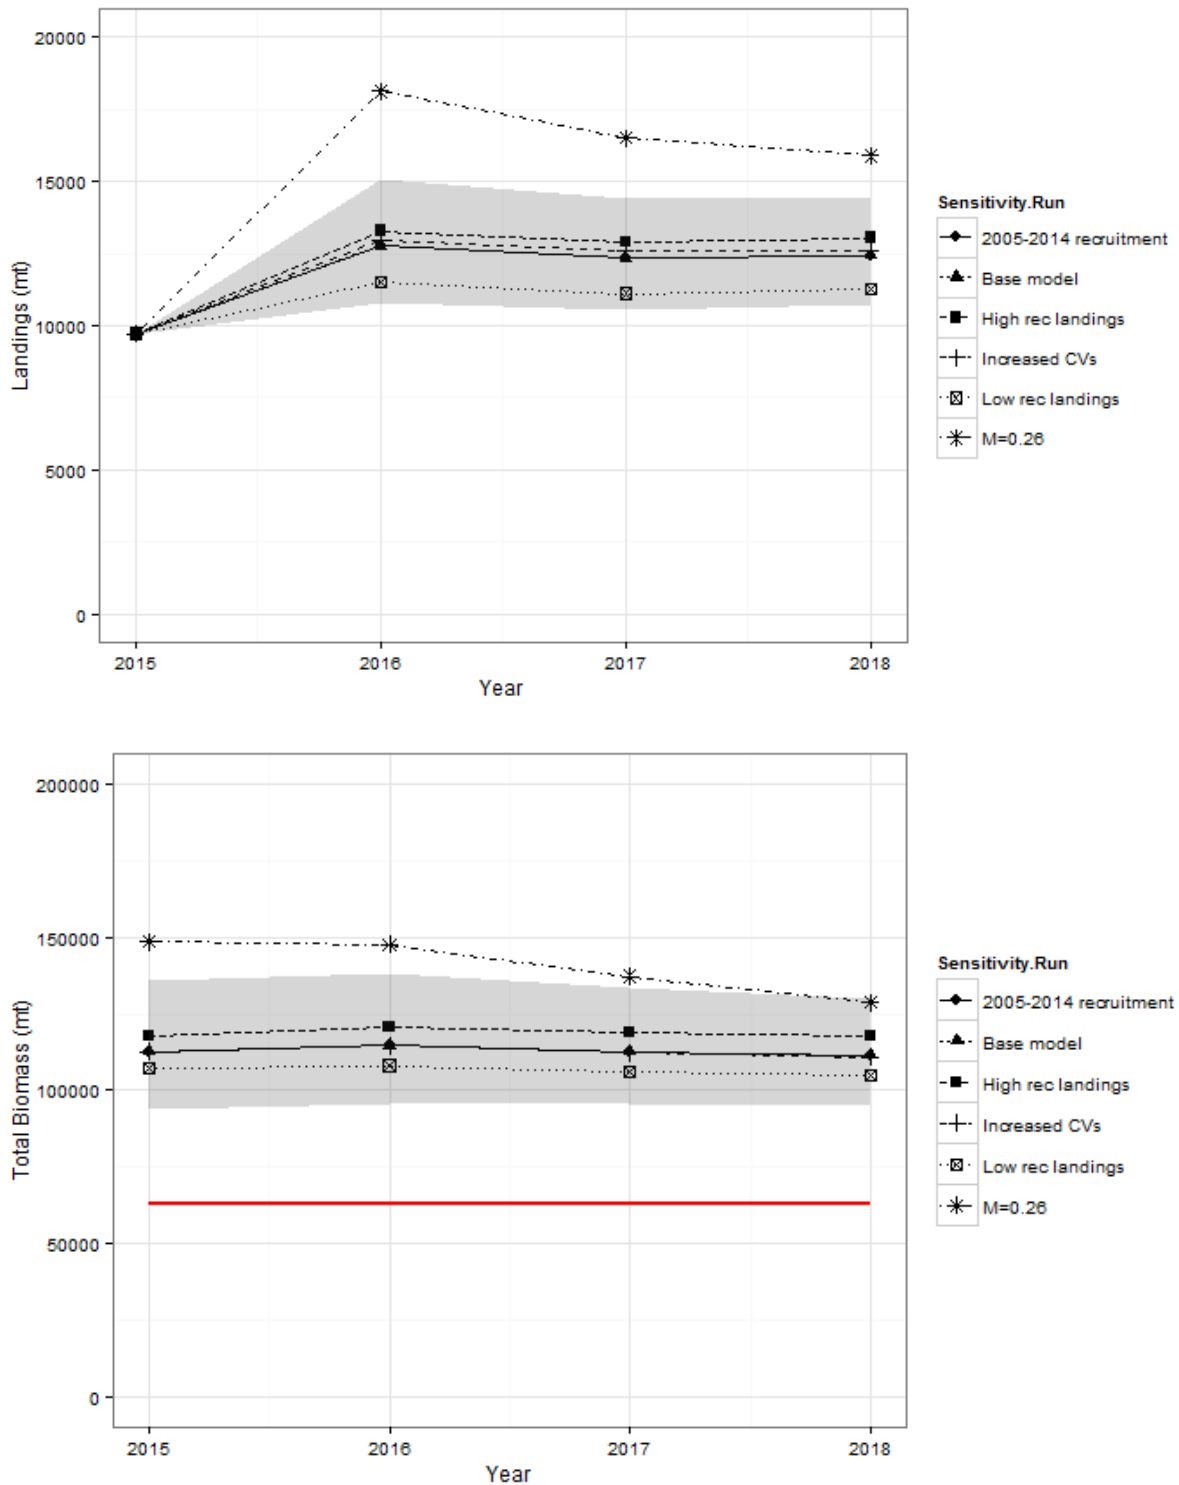 20000
15000
10000
5000
0
Landings (mt)
2015 2016 2017 2018
Year
Sensitivity.Run
2005-2014 recruitment
Base model
High rec landings
Increased CVs
Low rec landings
M=0.26
200000
150000
100000
50000
0
Total Biomass (mt)
2015 2016 2017 2018
Year
Sensitivity.Run
2005-2014 recruitment
Base model
High rec landings
Increased CVs
Low rec landings
M=0.26